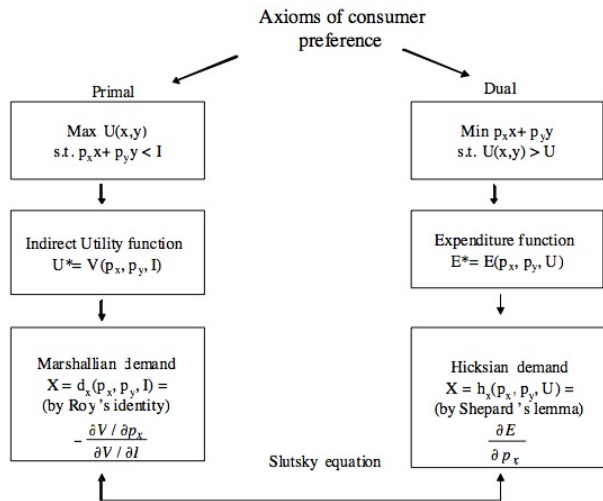 Axioms of consumer
preference
Primal
Max U(x,y)
s.t. pₓx+ p_yy < I
Indirect Utility function
U*= V(pₓ, p_y, I)
Marshallian demand
X = dₓ(pₓ, p_y, I) =
(by Roy's identity)
- ∂V / ∂pₓ
∂V / ∂I
Dual
Min pₓx+ p_yy
s.t. U(x,y) > U
Expenditure function
E*= E(pₓ, p_y, U)
Hicksian demand
X = hₓ(pₓ, p_y, U) =
(by Shepard's lemma)
∂E
∂pₓ
Slutsky equation